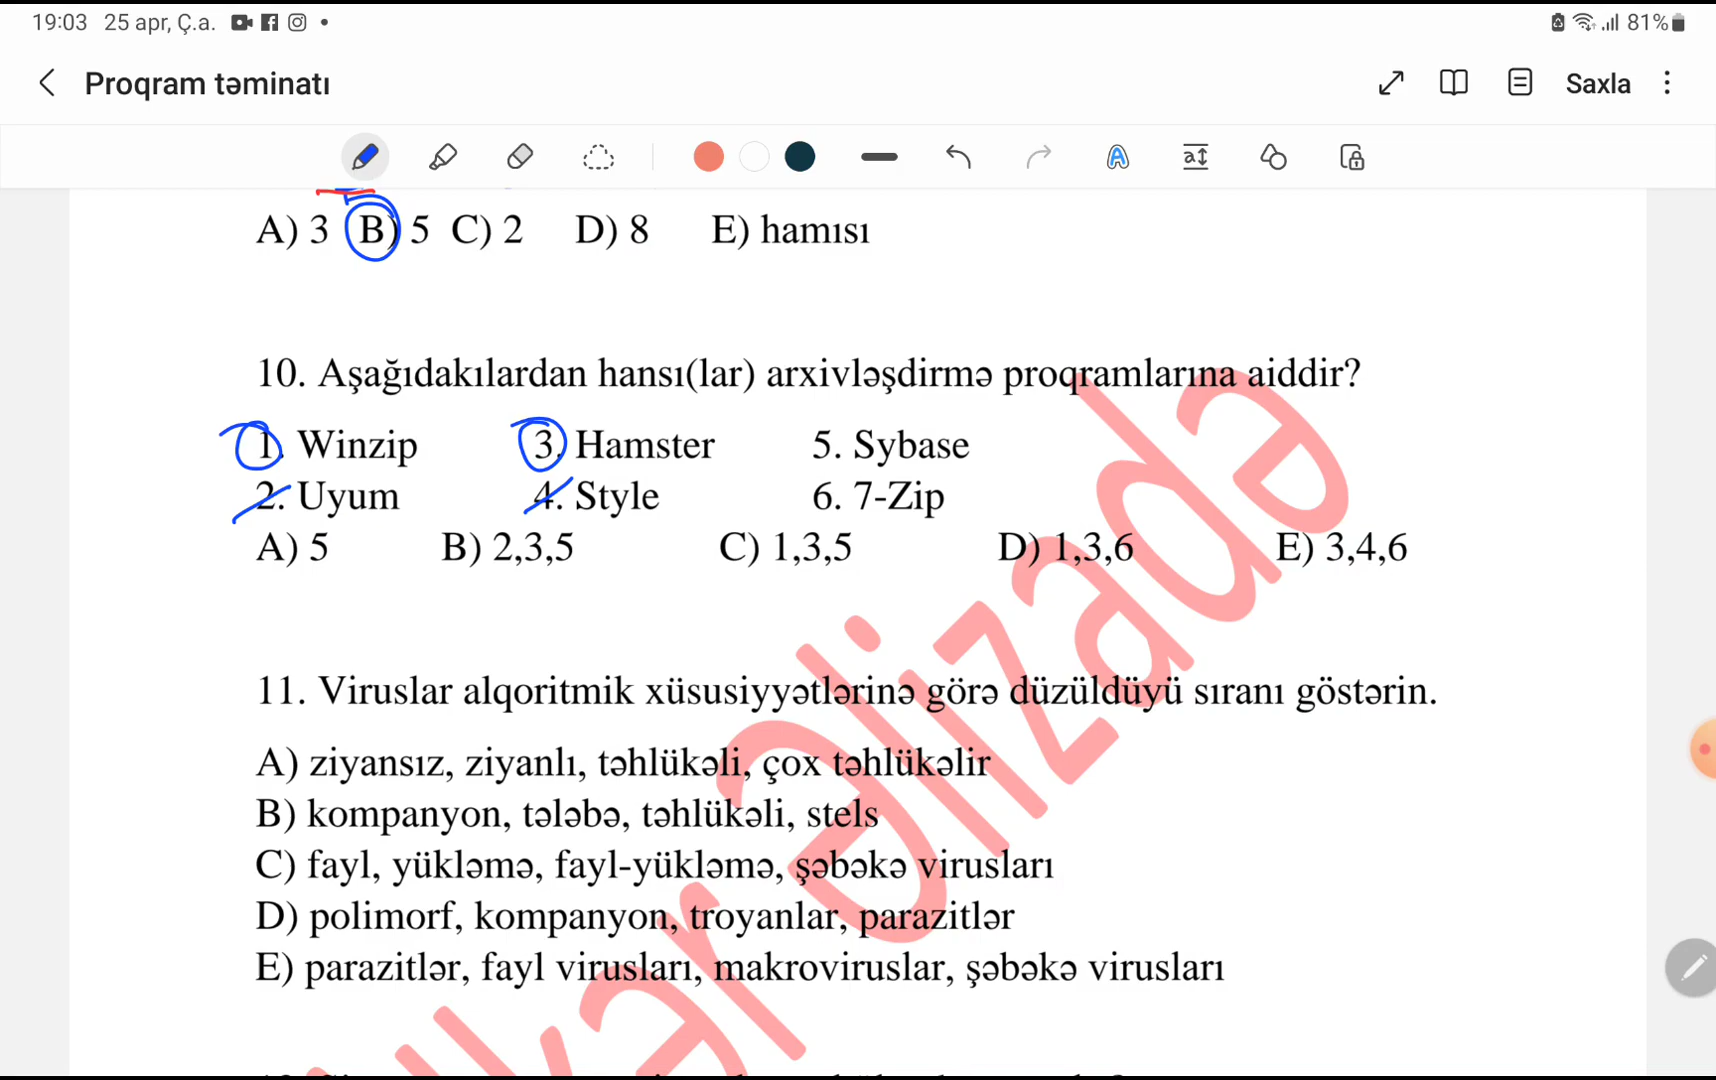 19:03 25 apr, Ç.a. 81%
Proqram təminatı Saxla
A) 3 B) 5 C) 2 D) 8 E) hamısı
10. Aşağıdakılardan hansı(lar) arxivləşdirmə proqramlarına aiddir?
1. Winzip 3. Hamster 5. Sybase
2. Uyum 4. Style 6. 7-Zip
A) 5 B) 2,3,5 C) 1,3,5 D) 1,3,6 E) 3,4,6
11. Viruslar alqoritmik xüsusiyyətlərinə görə düzüldüyü sıranı göstərin.
A) ziyansız, ziyanlı, təhlükəli, çox təhlükəlir
B) kompanyon, tələbə, təhlükəli, stels
C) fayl, yükləmə, fayl-yükləmə, şəbəkə virusları
D) polimorf, kompanyon, troyanlar, parazitlər
E) parazitlər, fayl virusları, makroviruslar, şəbəkə virusları
əlizadə